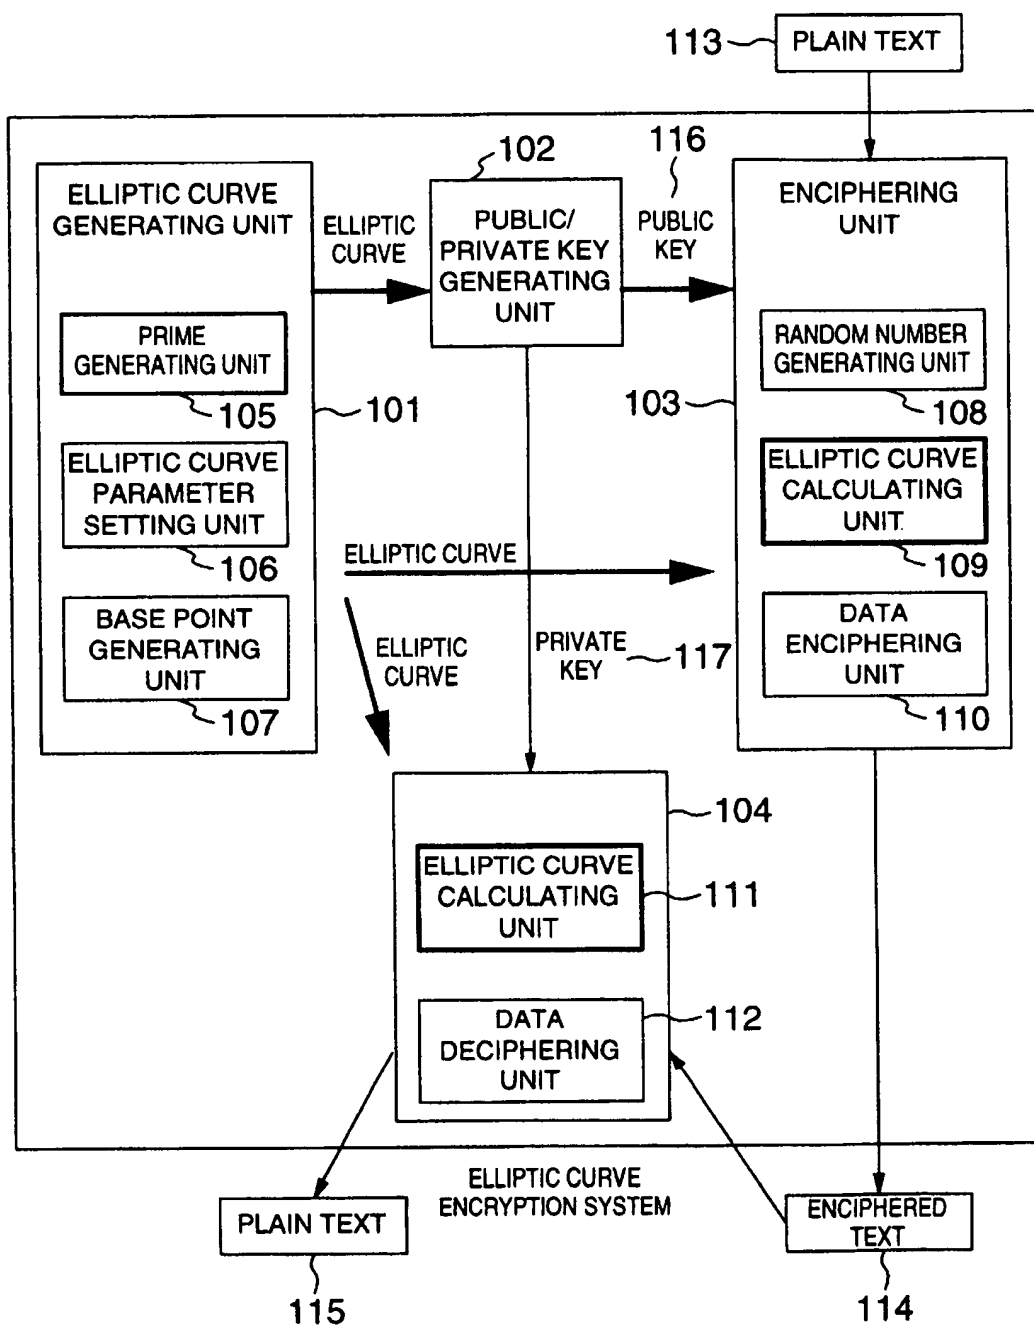 113
PLAIN TEXT
102
116
ELLIPTIC CURVE
GENERATING UNIT
ELLIPTIC
CURVE
PUBLIC/
PRIVATE KEY
GENERATING
UNIT
PUBLIC
KEY
ENCIPHERING
UNIT
PRIME
GENERATING UNIT
105
101
103
RANDOM NUMBER
GENERATING UNIT
108
ELLIPTIC CURVE
PARAMETER
SETTING UNIT
106
ELLIPTIC CURVE
ELLIPTIC CURVE
CALCULATING
UNIT
109
BASE POINT
GENERATING
UNIT
107
ELLIPTIC
CURVE
PRIVATE
KEY
117
DATA
ENCIPHERING
UNIT
110
104
ELLIPTIC CURVE
CALCULATING
UNIT
111
DATA
DECIPHERING
UNIT
112
ELLIPTIC CURVE
ENCRYPTION SYSTEM
PLAIN TEXT
115
ENCIPHERED
TEXT
114